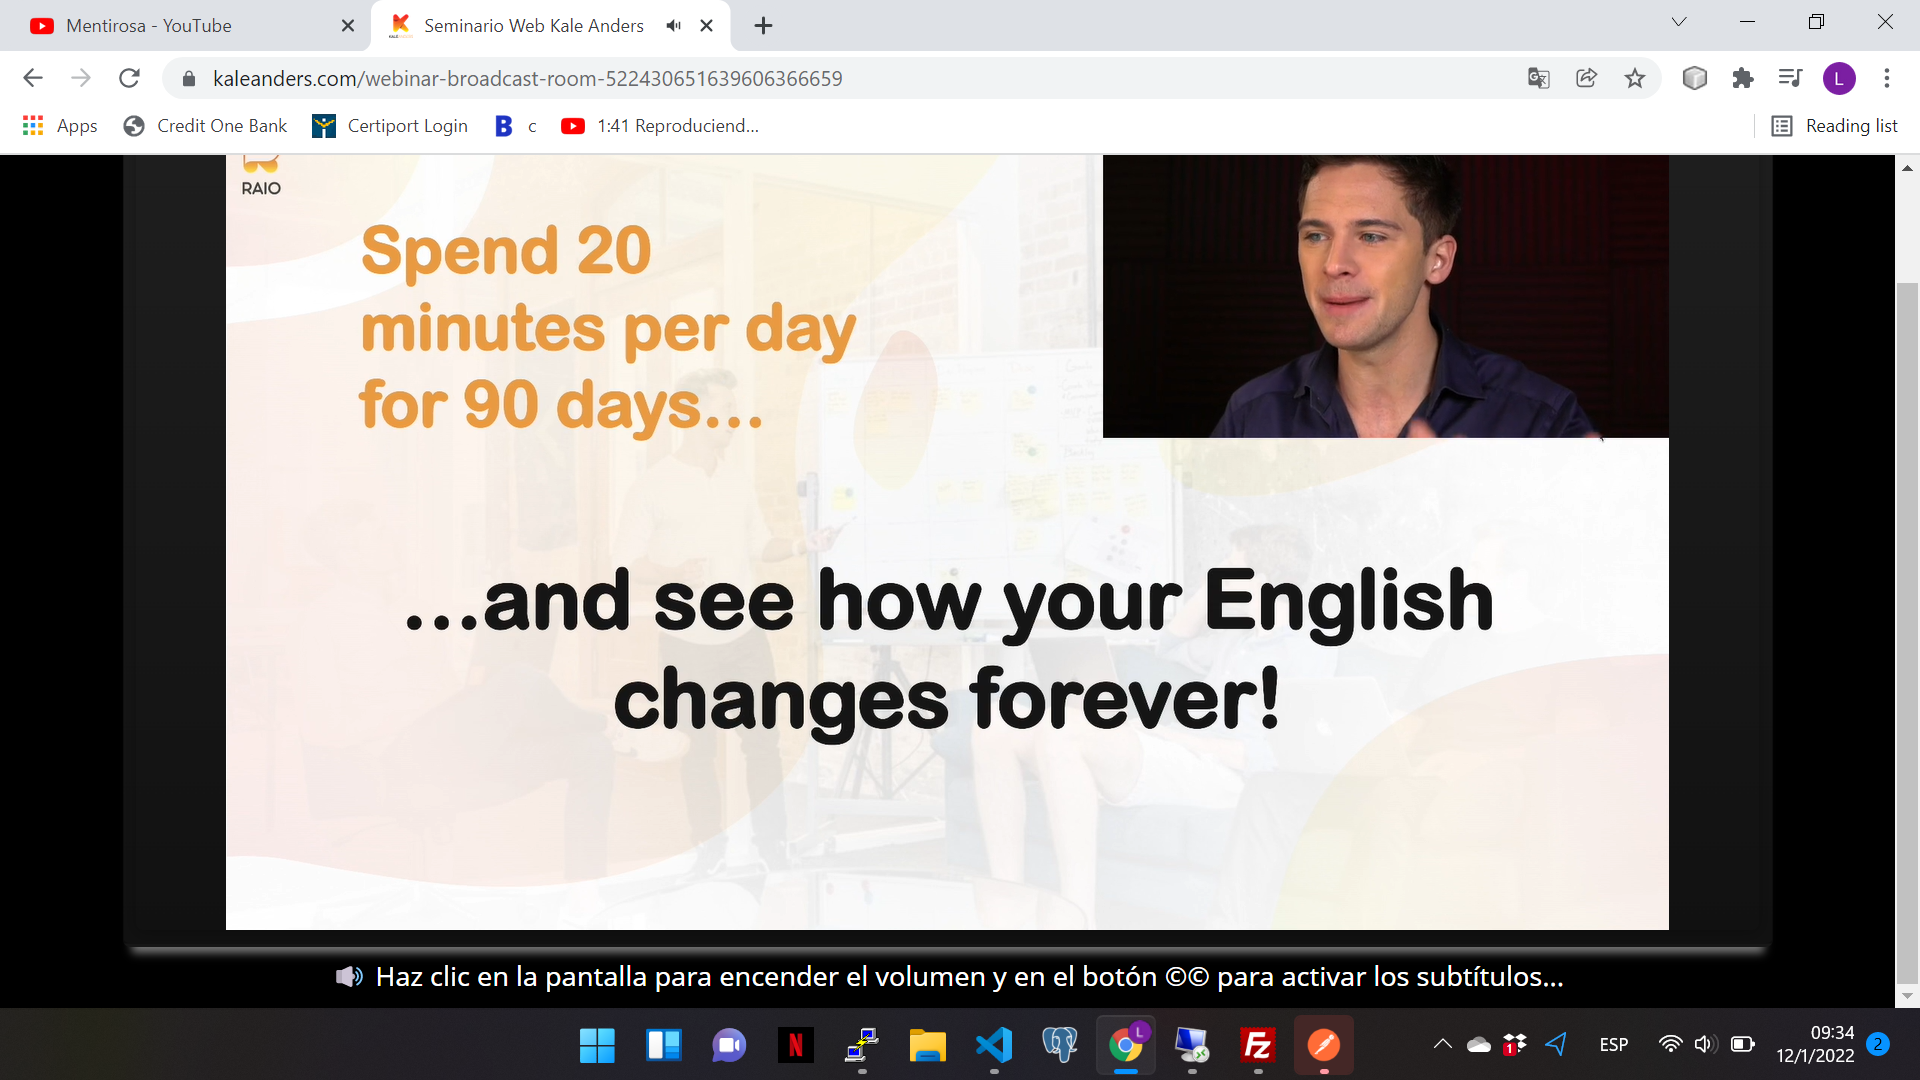 Mentirosa - YouTube
Seminario Web Kale Anders
kaleanders.com/webinar-broadcast-room-522430651639606366659
L
Apps
Credit One Bank
Certiport Login
B c
1:41 Reproduciend...
Reading list
RAIO
Spend 20
minutes per day
for 90 days...
...and see how your English
changes forever!
Haz clic en la pantalla para encender el volumen y en el botón ©© para activar los subtítulos...
N
L
Fz
1
ESP
09:34
12/1/2022
2